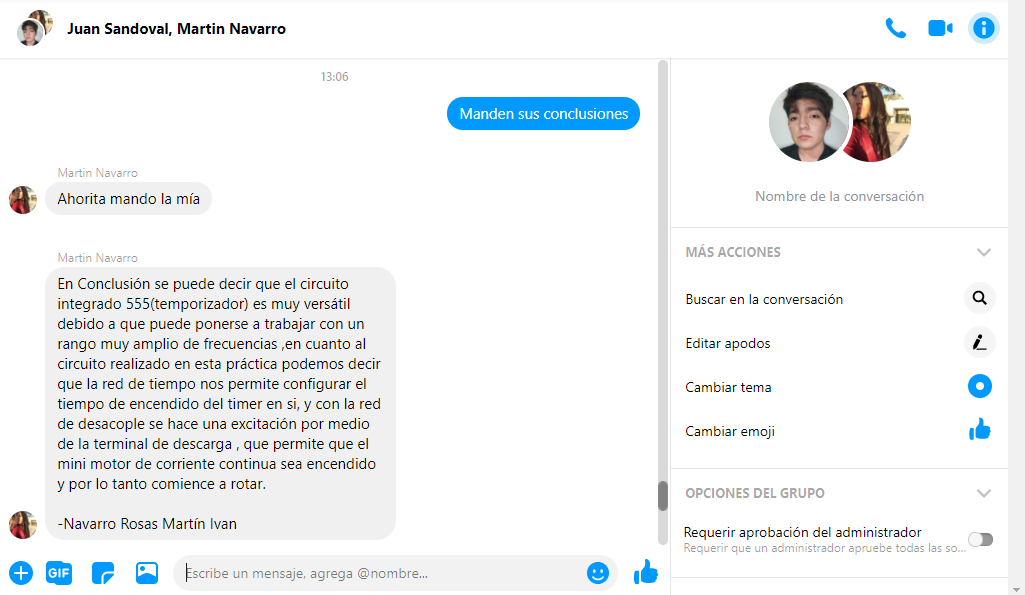 Juan Sandoval, Martin Navarro
13:06
Manden sus conclusiones
Martin Navarro
Ahorita mando la mía
Martin Navarro
En Conclusión se puede decir que el circuito
integrado 555(temporizador) es muy versátil
debido a que puede ponerse a trabajar con un
rango muy amplio de frecuencias ,en cuanto al
circuito realizado en esta práctica podemos decir
que la red de tiempo nos permite configurar el
tiempo de encendido del timer en si, y con la red
de desacople se hace una excitación por medio
de la terminal de descarga , que permite que el
mini motor de corriente continua sea encendido
y por lo tanto comience a rotar.
-Navarro Rosas Martín Ivan
GIF
Escribe un mensaje, agrega @nombre...
Nombre de la conversación
MÁS ACCIONES
Buscar en la conversación
Editar apodos
Cambiar tema
Cambiar emoji
OPCIONES DEL GRUPO
Requerir aprobación del administrador
Requerir que un administrador apruebe todas las so...